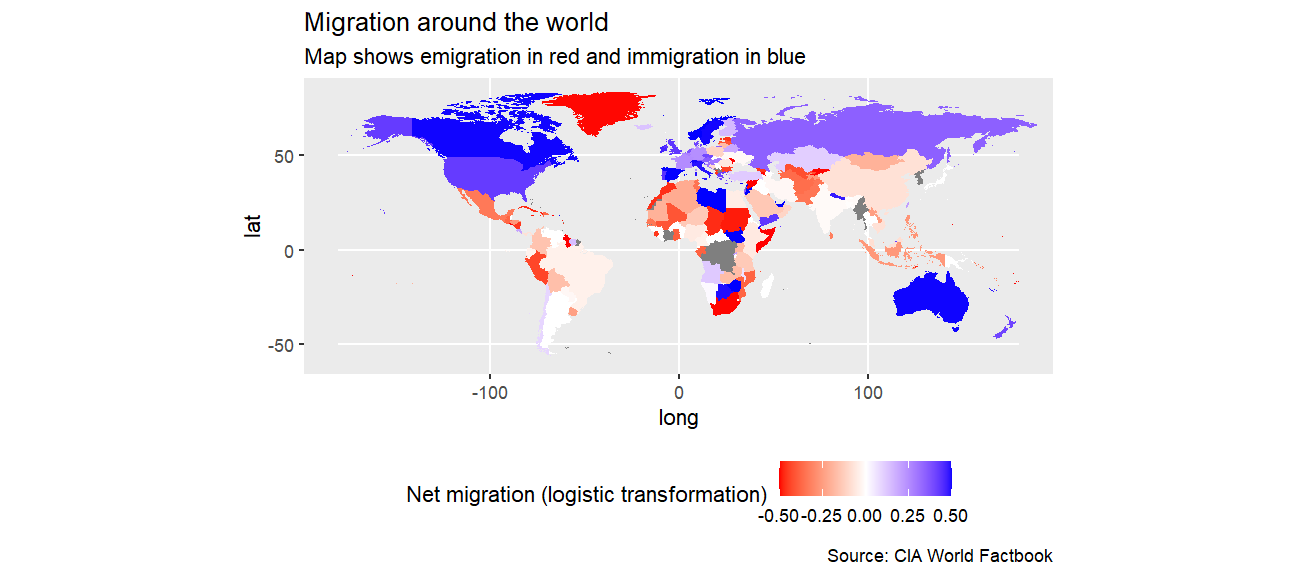 Migration around the world
Map shows emigration in red and immigration in blue
50
0
-50
lat
-100 0 100
long
Net migration (logistic transformation)
-0.50 -0.25 0.00 0.25 0.50
Source: CIA World Factbook